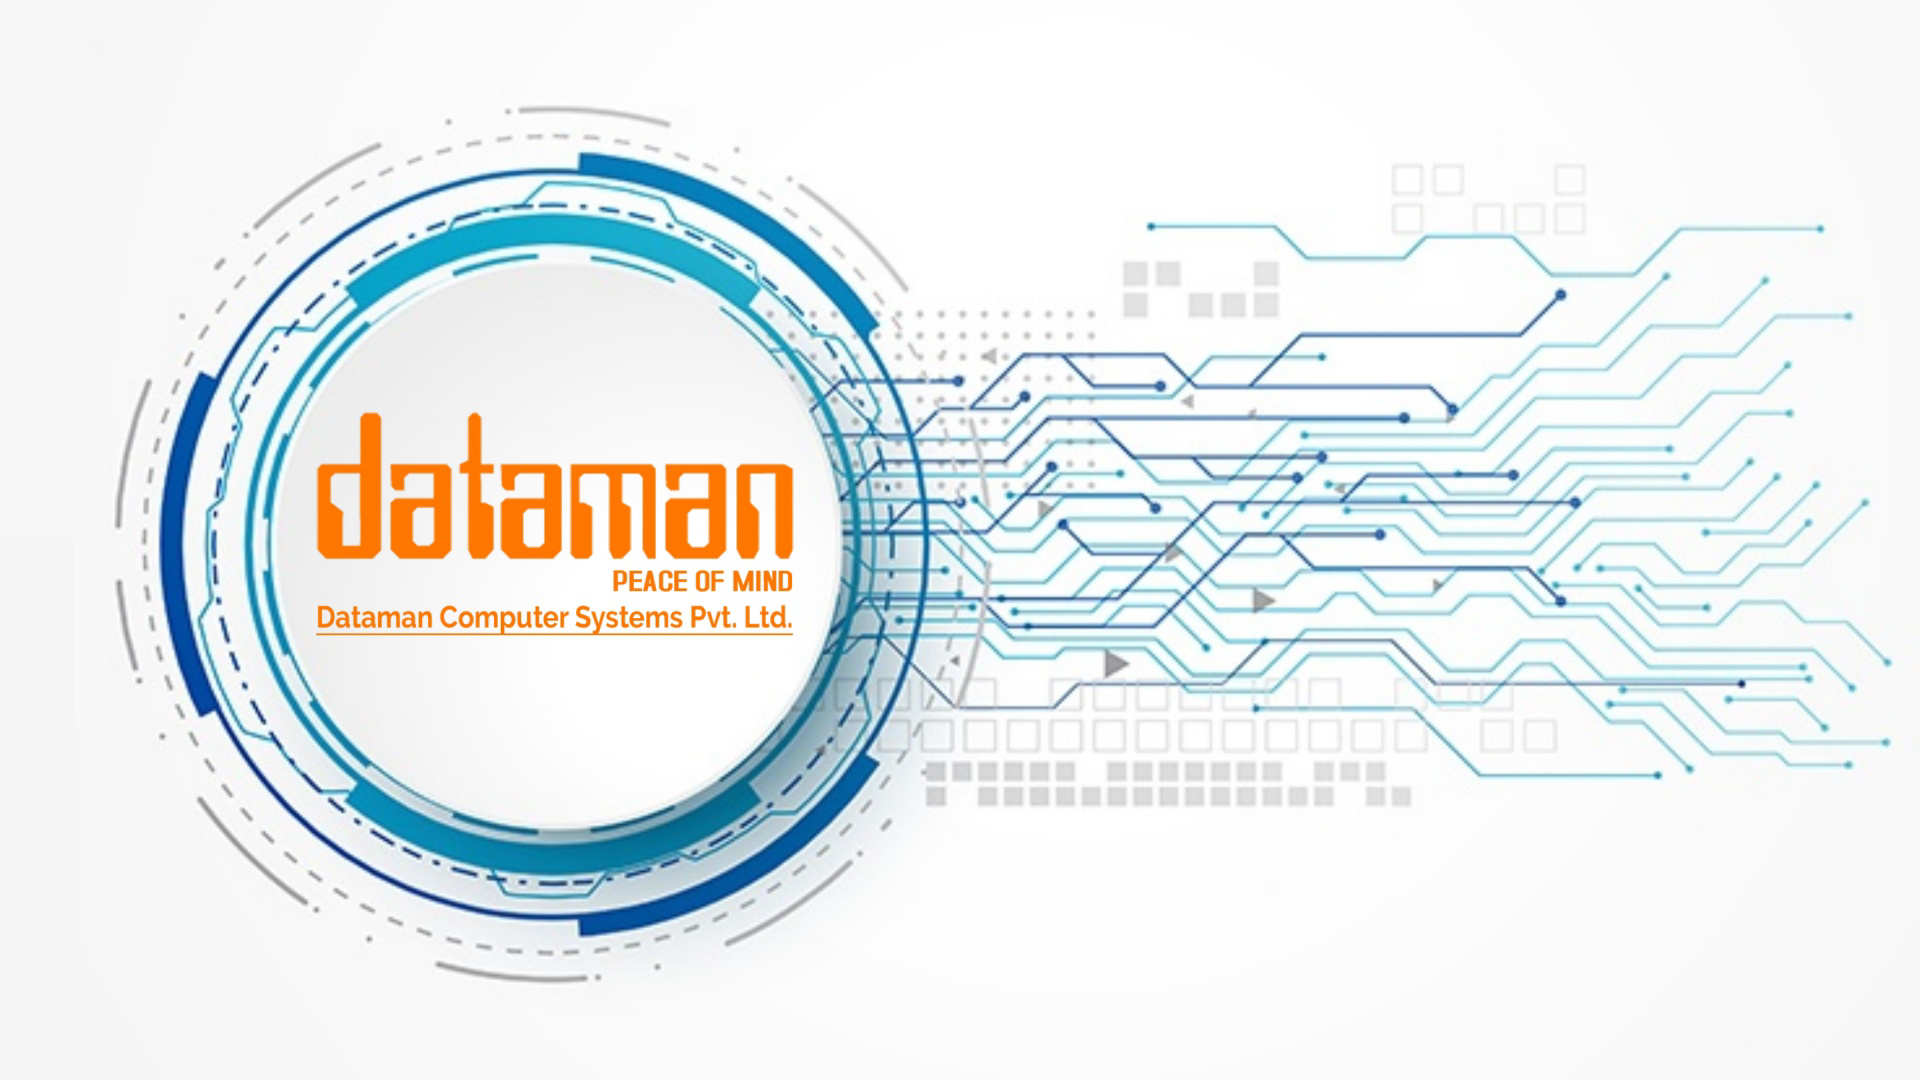 dataman
PEACE OF MIND
Dataman Computer Systems Pvt. Ltd.